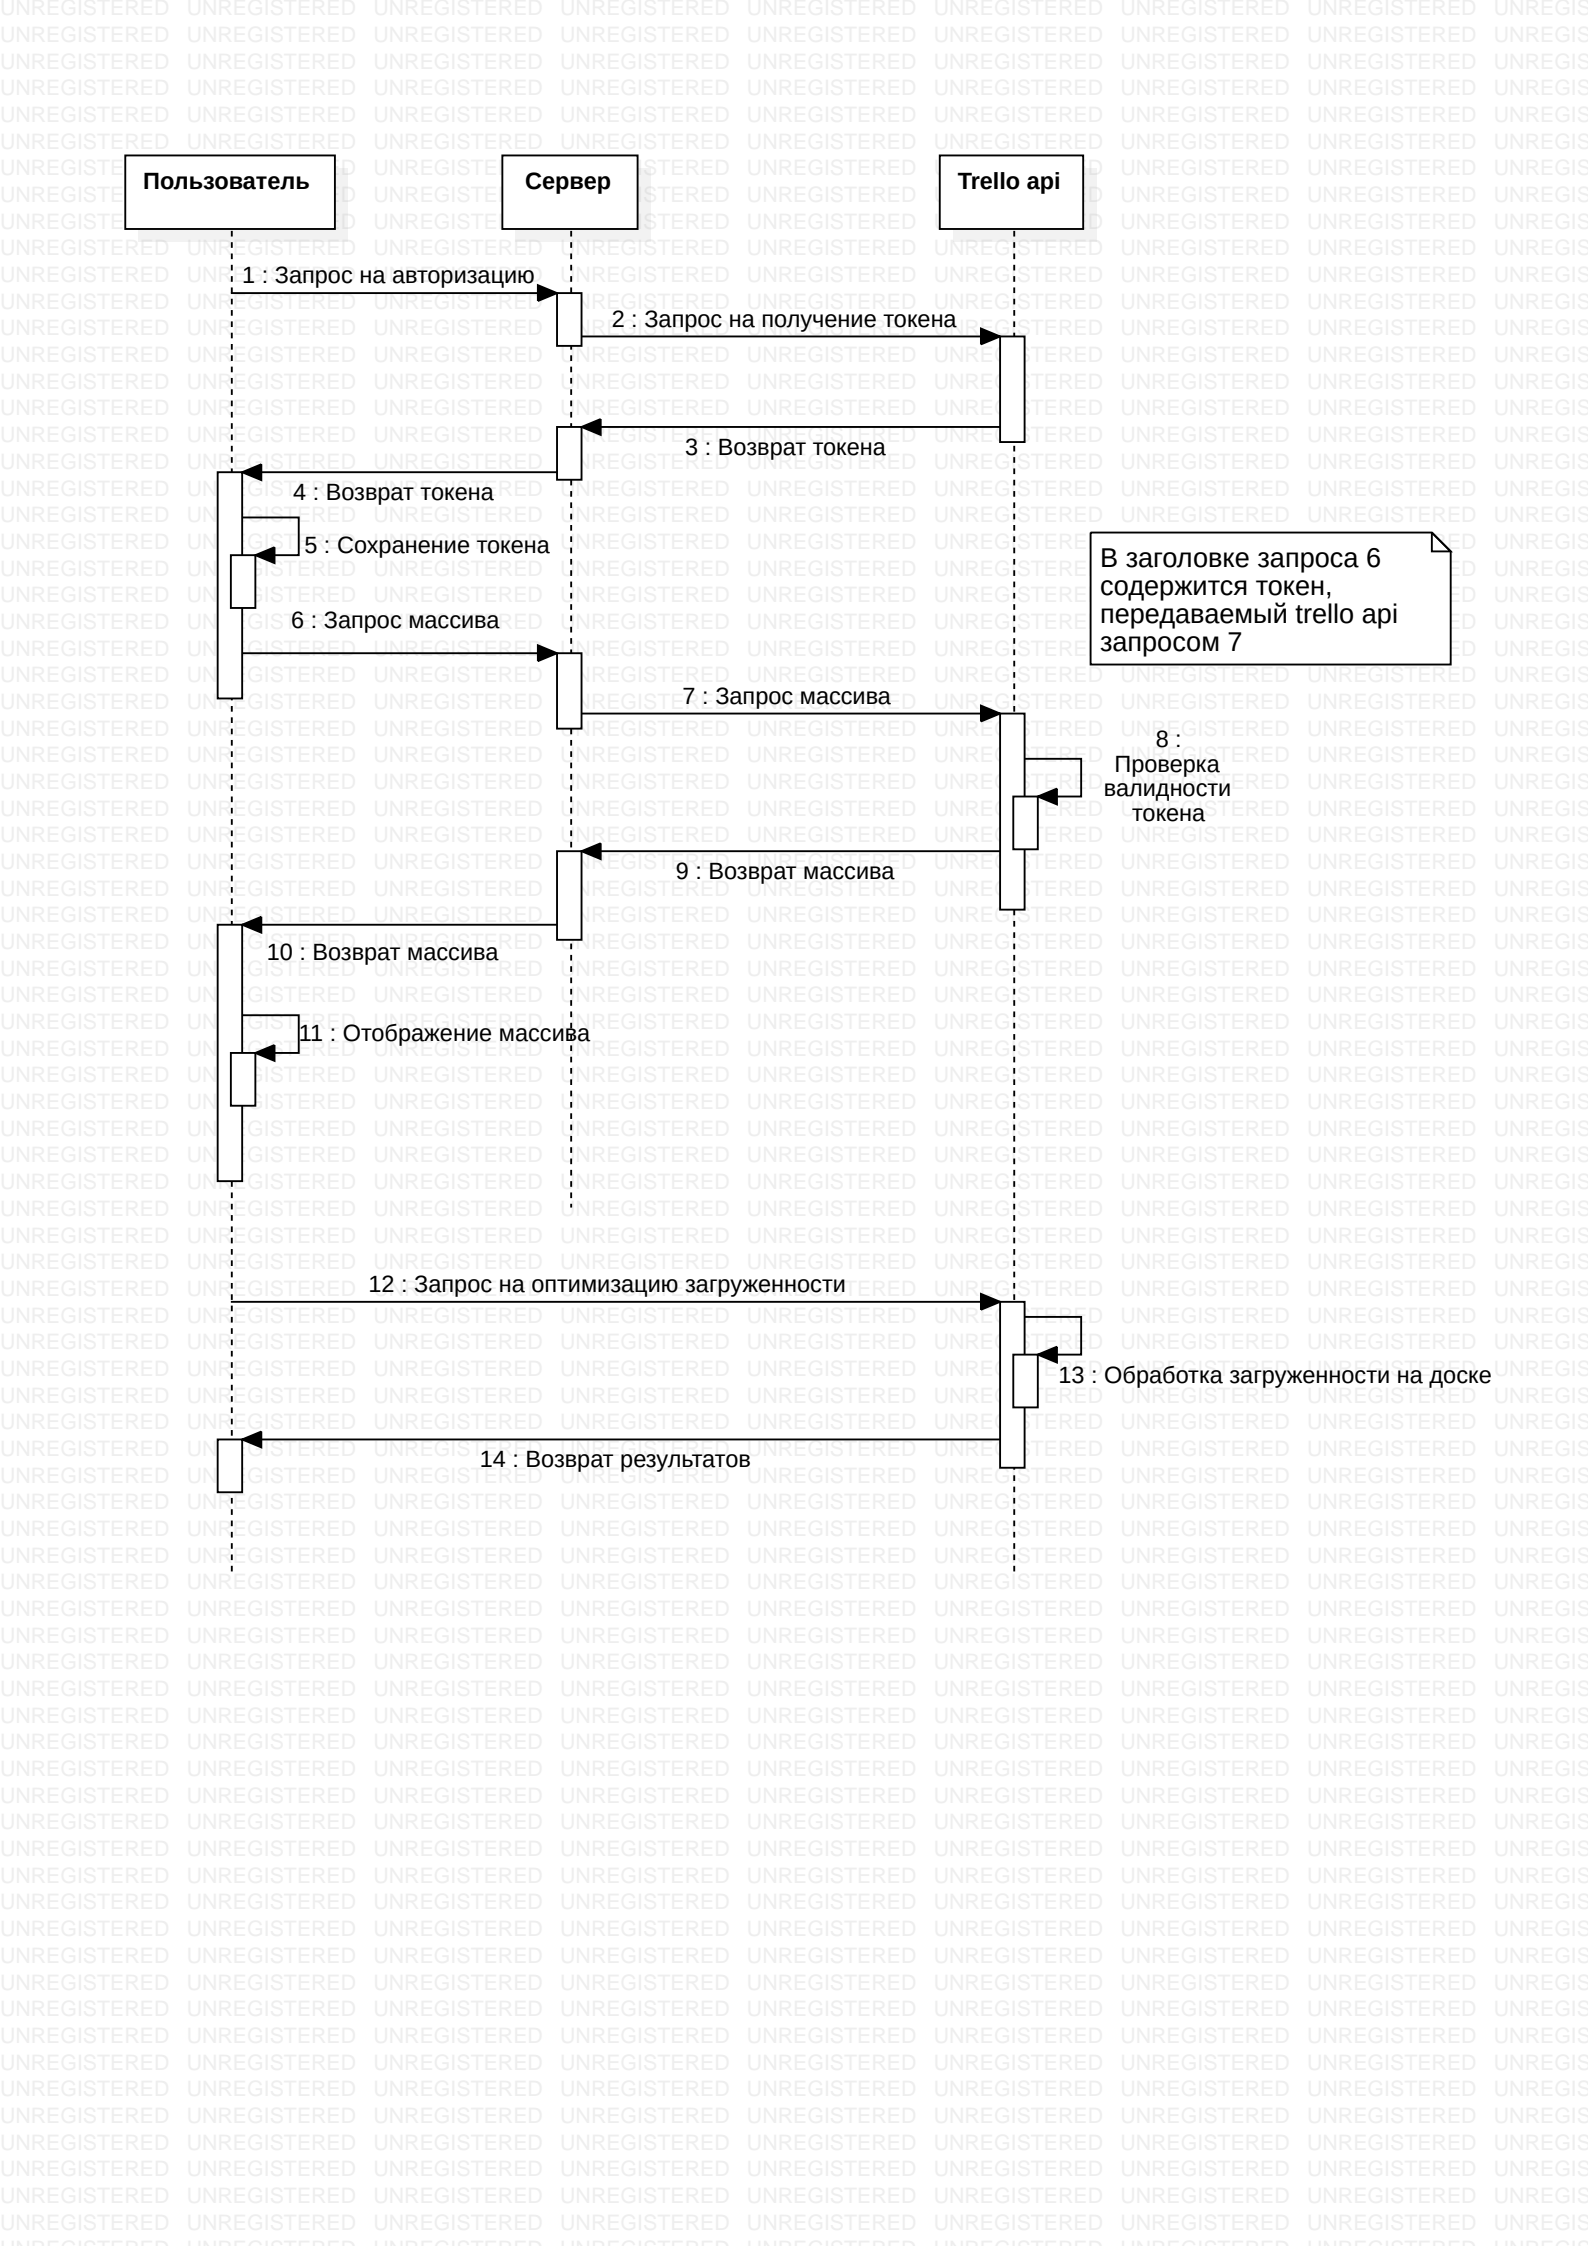 Пользователь
Сервер
Trello api
1 : Запрос на авторизацию
2 : Запрос на получение токена
3 : Возврат токена
4 : Возврат токена
5 : Сохранение токена
В заголовке запроса 6
содержится токен,
передаваемый trello api
запросом 7
6 : Запрос массива
7 : Запрос массива
8 :
Проверка
валидности
токена
9 : Возврат массива
10 : Возврат массива
11 : Отображение массива
12 : Запрос на оптимизацию загруженности
13 : Обработка загруженности на доске
14 : Возврат результатов
UNREGISTERED